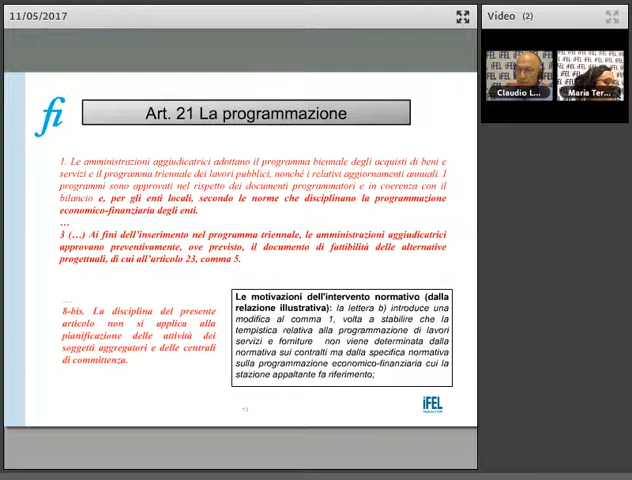 11/05/2017
Video (2)
iFEL iFEL
Claudio L...
Maria Ter...
fi
Art. 21 La programmazione
1. Le amministrazioni aggiudicatrici adottano il programma biennale degli acquisti di beni e
servizi e il programma triennale dei lavori pubblici, nonché i relativi aggiornamenti annuali. I
programmi sono approvati nel rispetto dei documenti programmatori e in coerenza con il
bilancio e, per gli enti locali, secondo le norme che disciplinano la programmazione
economico-finanziaria degli enti.
...
3 (…) Ai fini dell'inserimento nel programma triennale, le amministrazioni aggiudicatrici
approvano preventivamente, ove previsto, il documento di fattibilità delle alternative
progettuali, di cui all'articolo 23, comma 5.
....
8-bis. La disciplina del presente
articolo non si applica alla
pianificazione delle attività dei
soggetti aggregatori e delle centrali
di committenza.
Le motivazioni dell'intervento normativo (dalla
relazione illustrativa): la lettera b) introduce una
modifica al comma 1, volta a stabilire che la
tempistica relativa alla programmazione di lavori
servizi e forniture non viene determinata dalla
normativa sui contralti ma dalla specifica normativa
sulla programmazione economico-finanziaria cui la
stazione appaltante fa riferimento;
13
iFEL